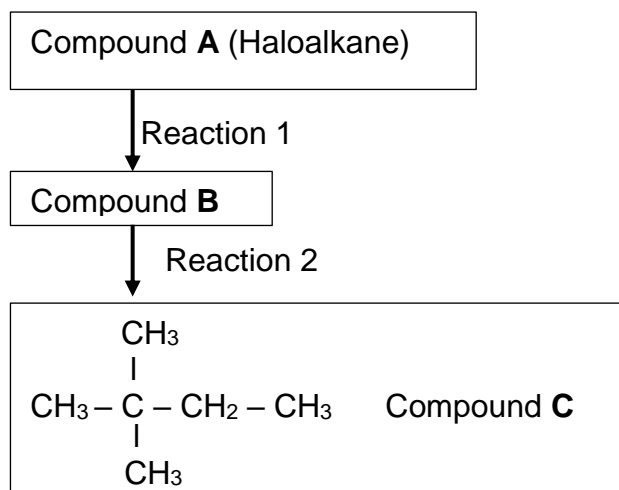 Compound A (Haloalkane)
Reaction 1
Compound B
Reaction 2
CH₃
CH₃ – C – CH₂ – CH₃ Compound C
CH₃